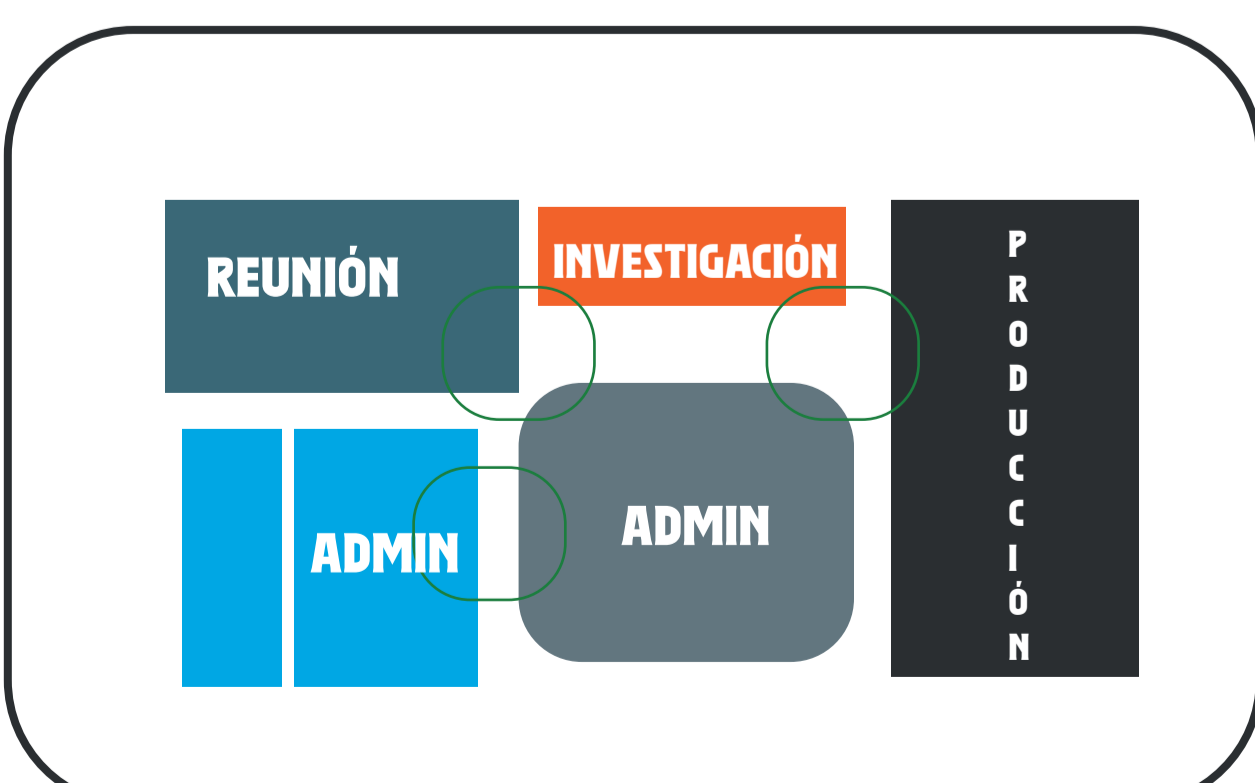 REUNIÓN
INVESTIGACIÓN
PRODUCCIÓN
ADMIN
ADMIN